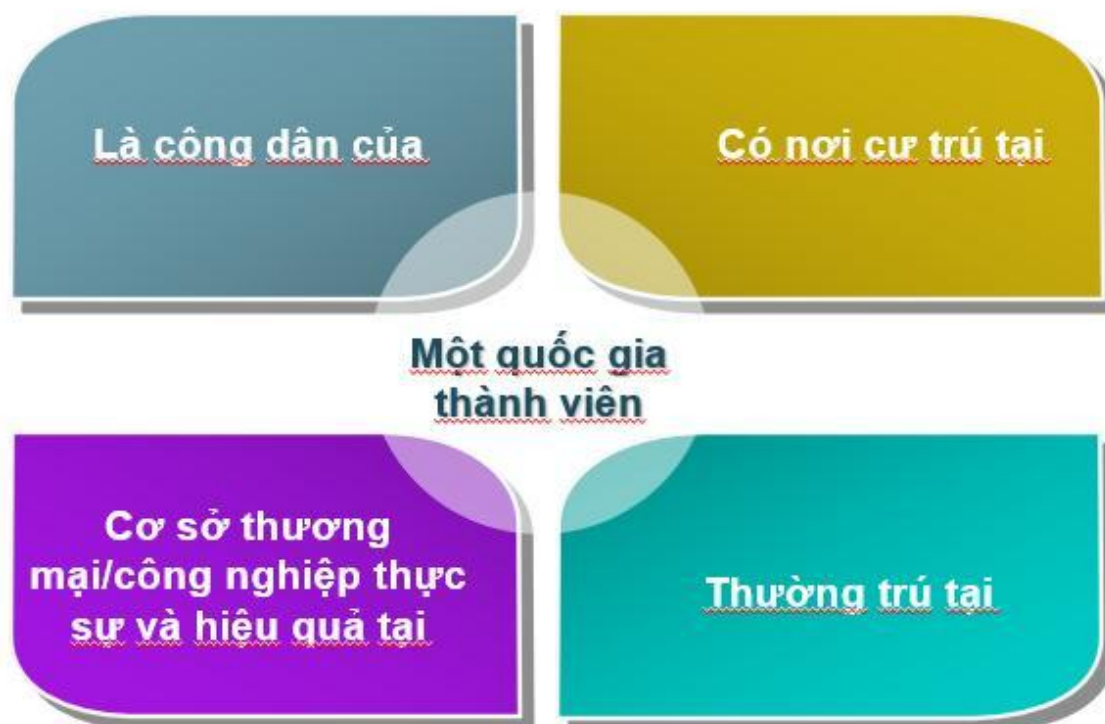 Là công dân của
Có nơi cư trú tại
Một quốc gia
thành viên
Cơ sở thương
mại/công nghiệp thực
sự và hiệu quả tại
Thường trú tại